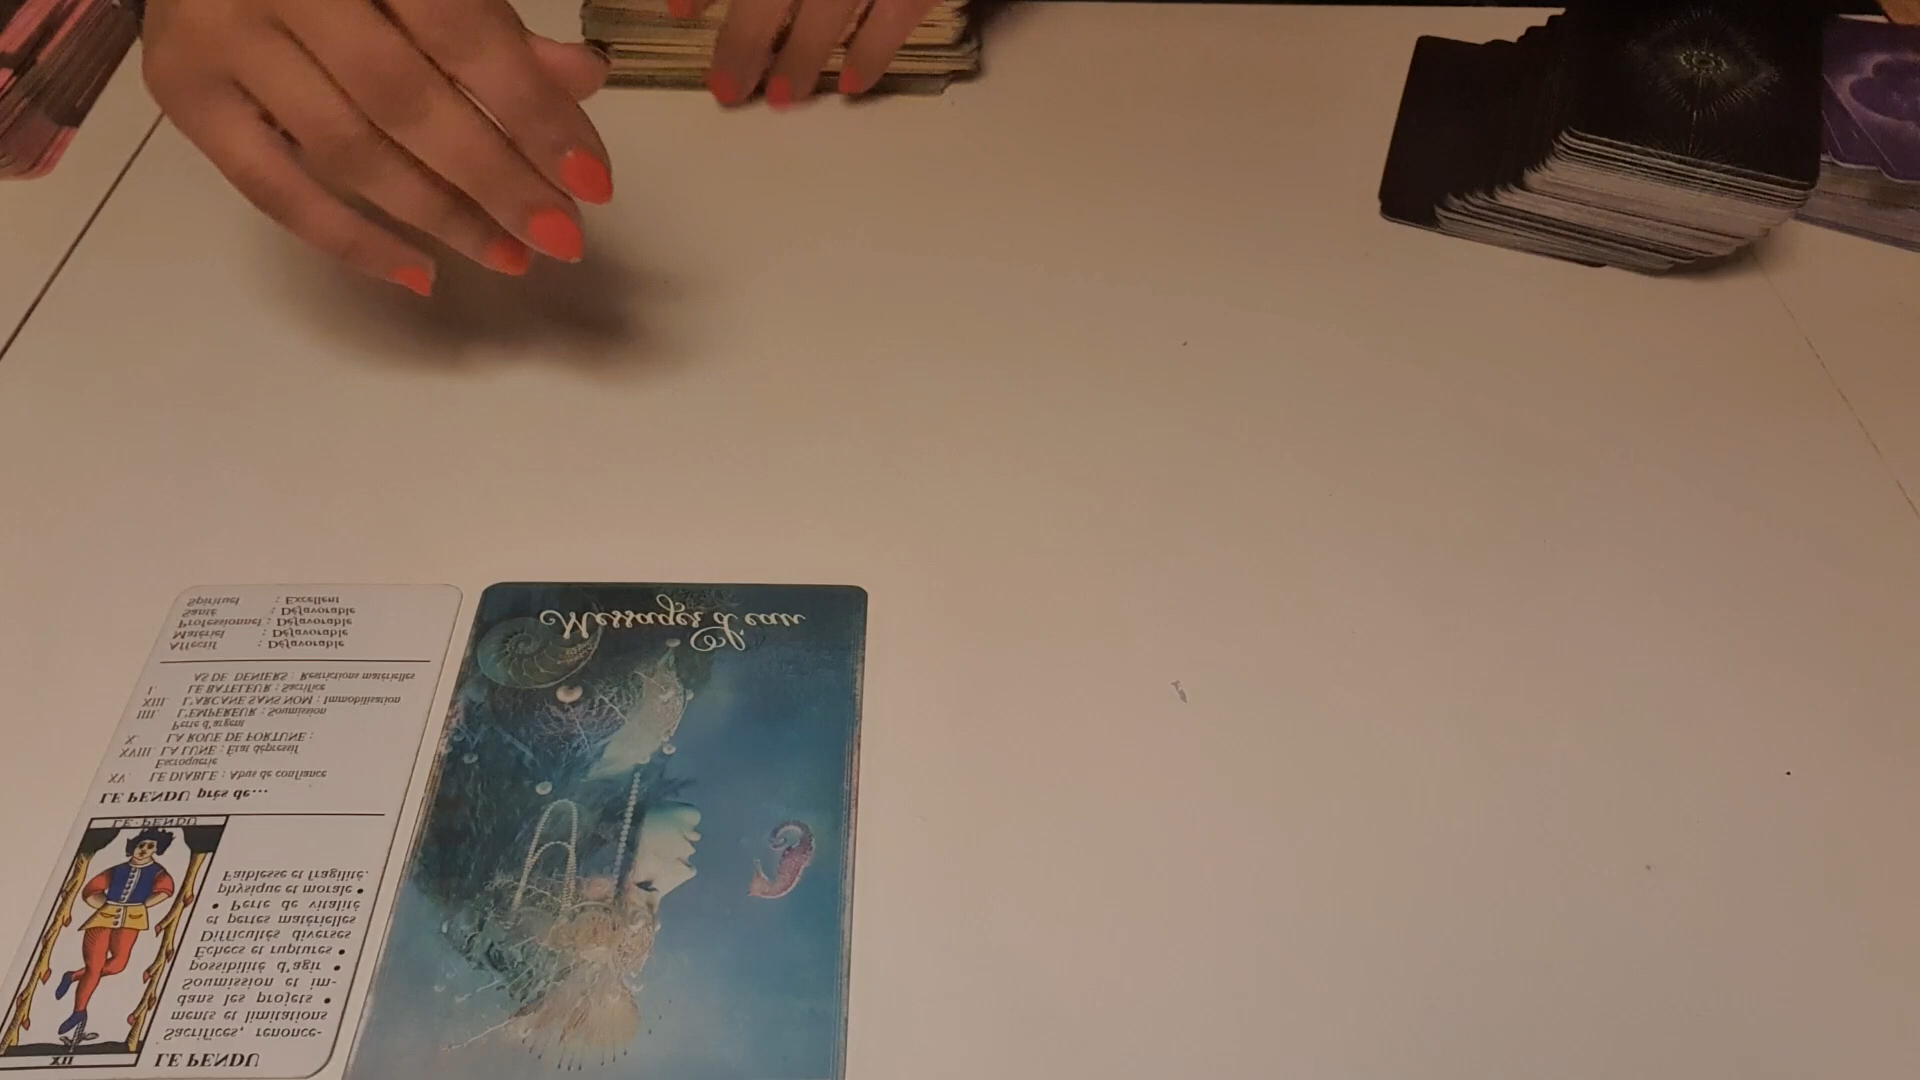 XII
LE PENDU
Sacrifices, renonce-
ments et limitations
dans les projets •
Soumission et im-
possibilité d'agir •
Échecs et ruptures •
Difficultés diverses
et pertes matérielles
• Perte de vitalité
physique et morale •
Faiblesse et fragilité.
LE·PENDU
LE PENDU près de...
XV. LE DIABLE : Abus de confiance
Escroquerie
XVIII. LA LUNE : État dépressif
X. LA ROUE DE FORTUNE :
Perte d'argent
IIII. L'EMPEREUR : Soumission
XIII. L'ARCANE SANS NOM : Immobilisation
I. LE BATELEUR : Sacrifice
AS DE DENIERS : Restrictions matérielles
Affectif : Défavorable
Matériel : Défavorable
Professionnel : Défavorable
Santé : Défavorable
Spirituel : Excellent
Messages d'eau